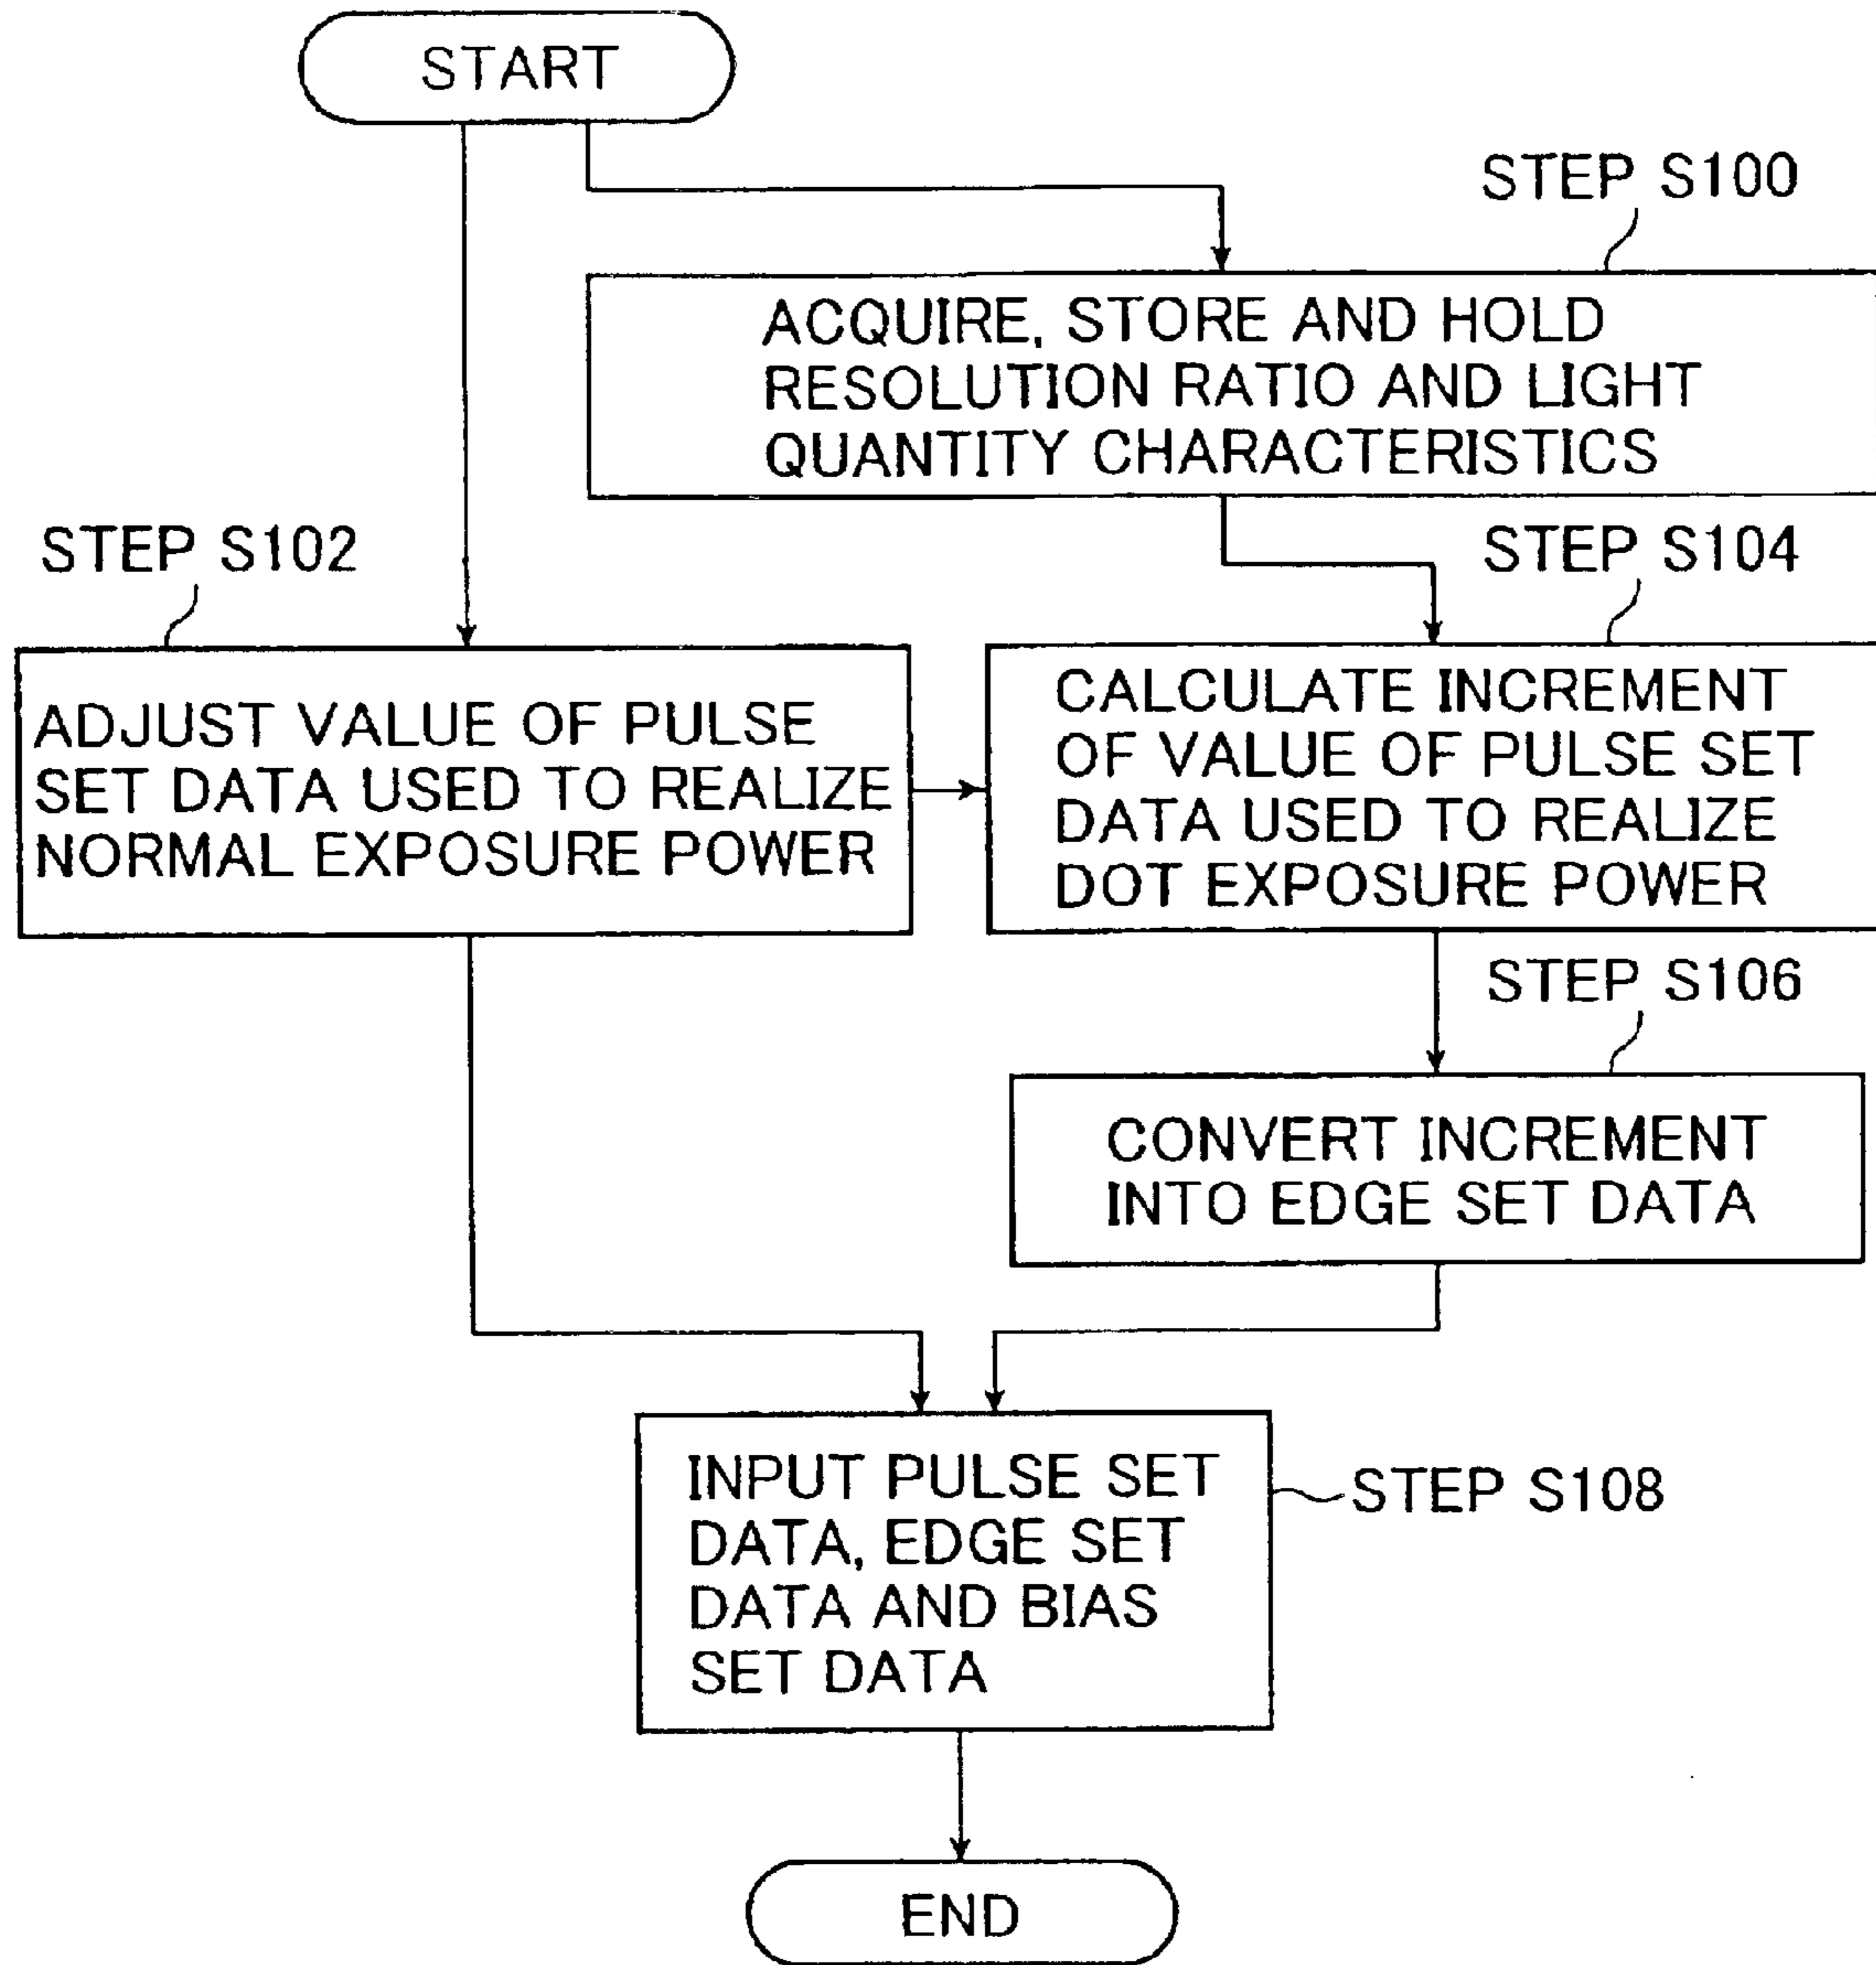 START
STEP S100
ACQUIRE, STORE AND HOLD
RESOLUTION RATIO AND LIGHT
QUANTITY CHARACTERISTICS
STEP S102
ADJUST VALUE OF PULSE
SET DATA USED TO REALIZE
NORMAL EXPOSURE POWER
STEP S104
CALCULATE INCREMENT
OF VALUE OF PULSE SET
DATA USED TO REALIZE
DOT EXPOSURE POWER
STEP S106
CONVERT INCREMENT
INTO EDGE SET DATA
INPUT PULSE SET
DATA, EDGE SET
DATA AND BIAS
SET DATA
STEP S108
END